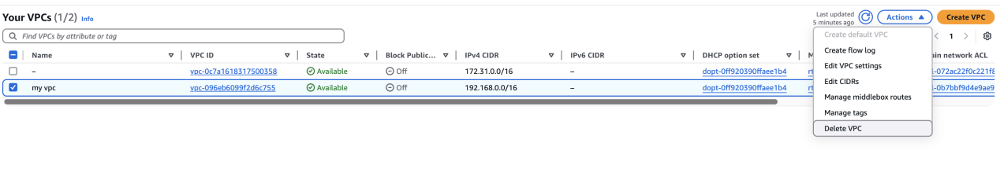 Your VPCs (1/2) Info
Last updated
5 minutes ago
Actions
Create VPC
Find VPCs by attribute or tag
1
Name VPC ID State Block Public... IPv4 CIDR IPv6 CIDR DHCP option set M ain network ACL
– vpc-0c7a1618317500358 Available Off 172.31.0.0/16 – dopt-0ff920390ffaee1b4 rt -072ac22f0c221f8
my vpc vpc-096eb6099f2d6c755 Available Off 192.168.0.0/16 – dopt-0ff920390ffaee1b4 rt -0b7bbf9d4e9ae9
Create default VPC
Create flow log
Edit VPC settings
Edit CIDRs
Manage middlebox routes
Manage tags
Delete VPC